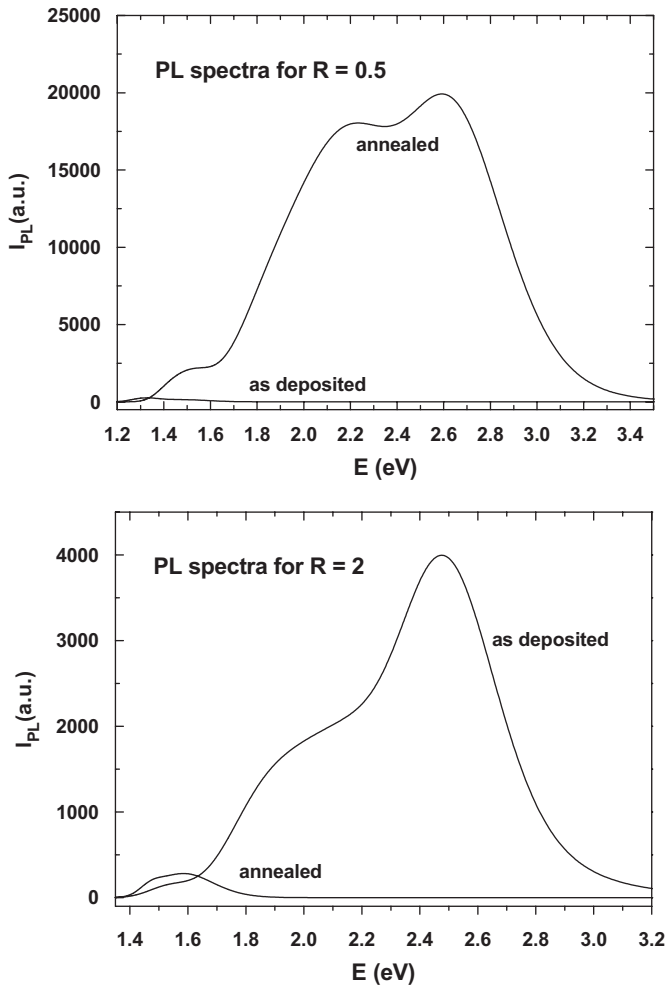 25000
PL spectra for R = 0.5
20000
annealed
15000
I_PL(a.u.)
10000
5000
as deposited
0
1.2 1.4 1.6 1.8 2.0 2.2 2.4 2.6 2.8 3.0 3.2 3.4
E (eV)
4000
PL spectra for R = 2
as deposited
3000
I_PL(a.u.)
2000
1000
annealed
0
1.4 1.6 1.8 2.0 2.2 2.4 2.6 2.8 3.0 3.2
E (eV)